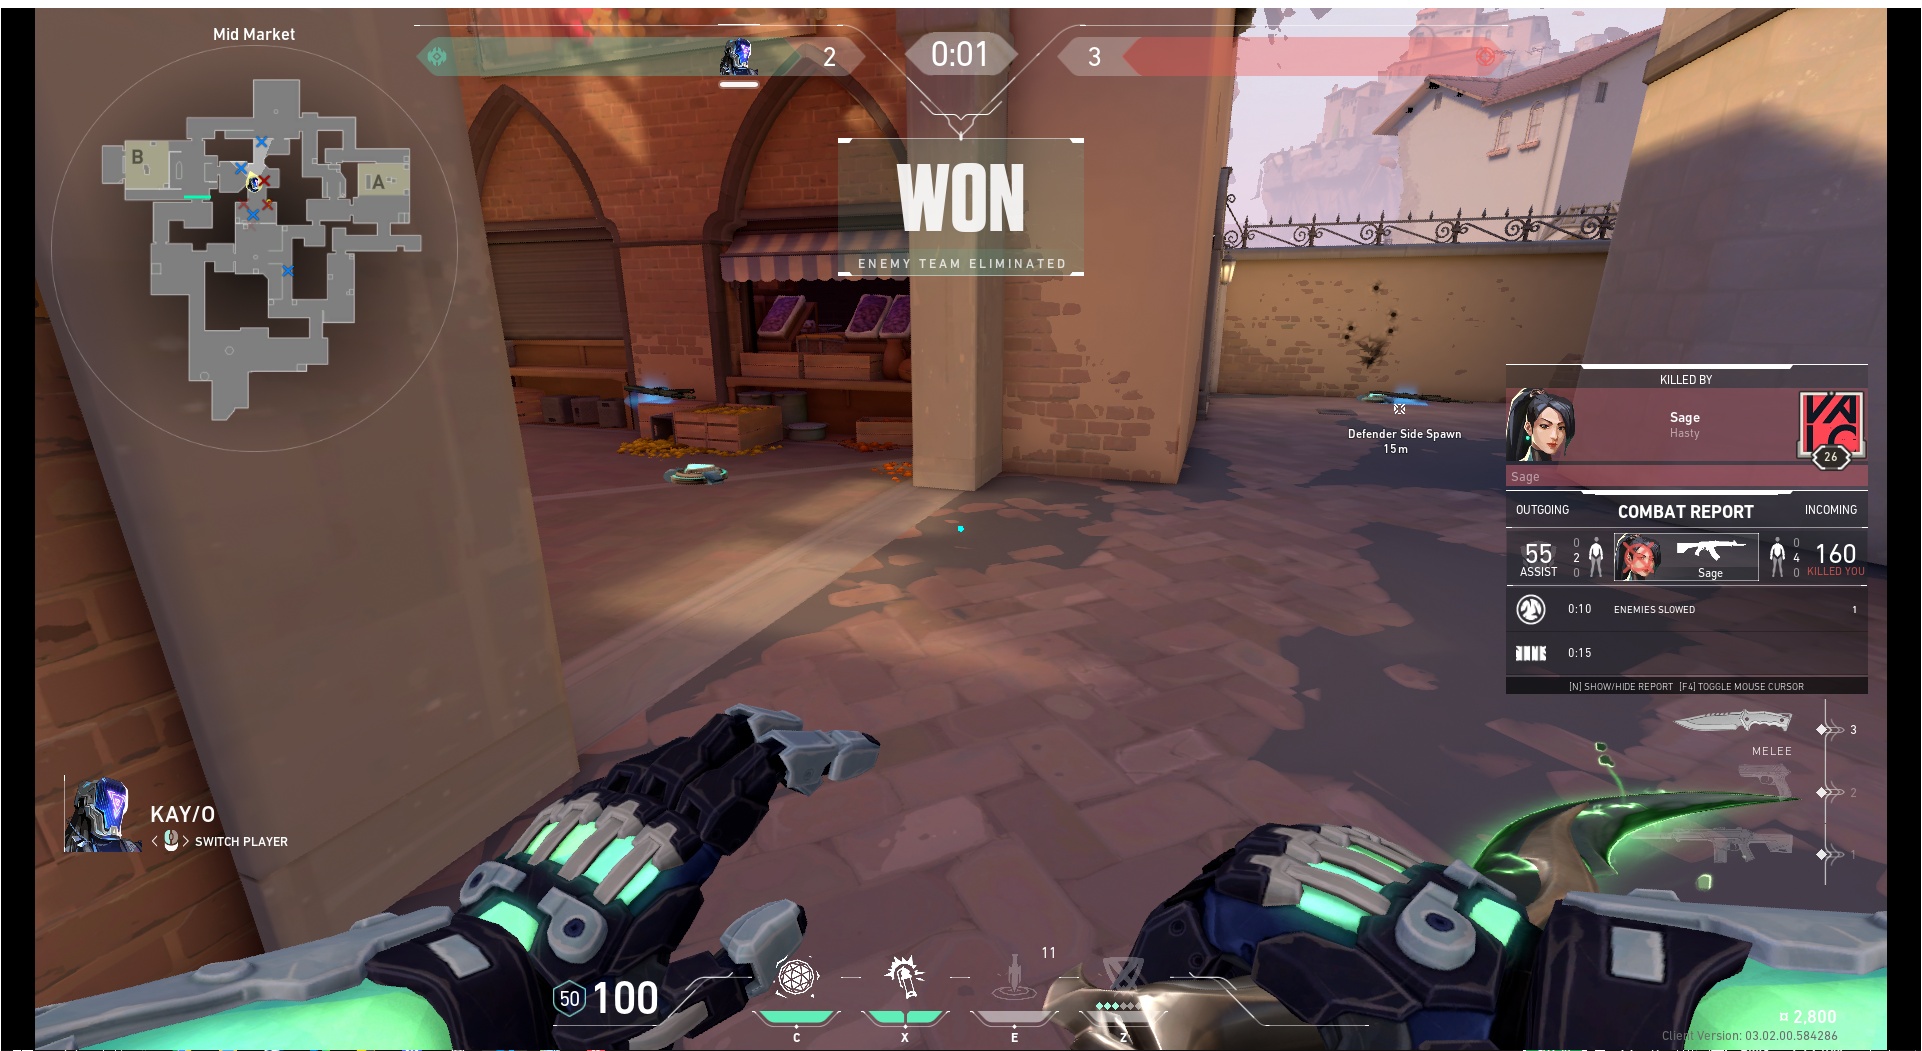 Mid Market
2
0:01
3
WON
ENEMY TEAM ELIMINATED
B
A
KILLED BY
Sage
Hasty
26
Sage
Defender Side Spawn
15m
OUTGOING
COMBAT REPORT
INCOMING
55
ASSIST
0
2
0
Sage
0
4
0
160
KILLED YOU
0:10
ENEMIES SLOWED
1
0:15
[N] SHOW/HIDE REPORT [F4] TOGGLE MOUSE CURSOR
3
MELEE
2
1
KAY/O
< > SWITCH PLAYER
50
100
11
C
X
E
Z
¤ 2,800
Client Version: 03.02.00.584286